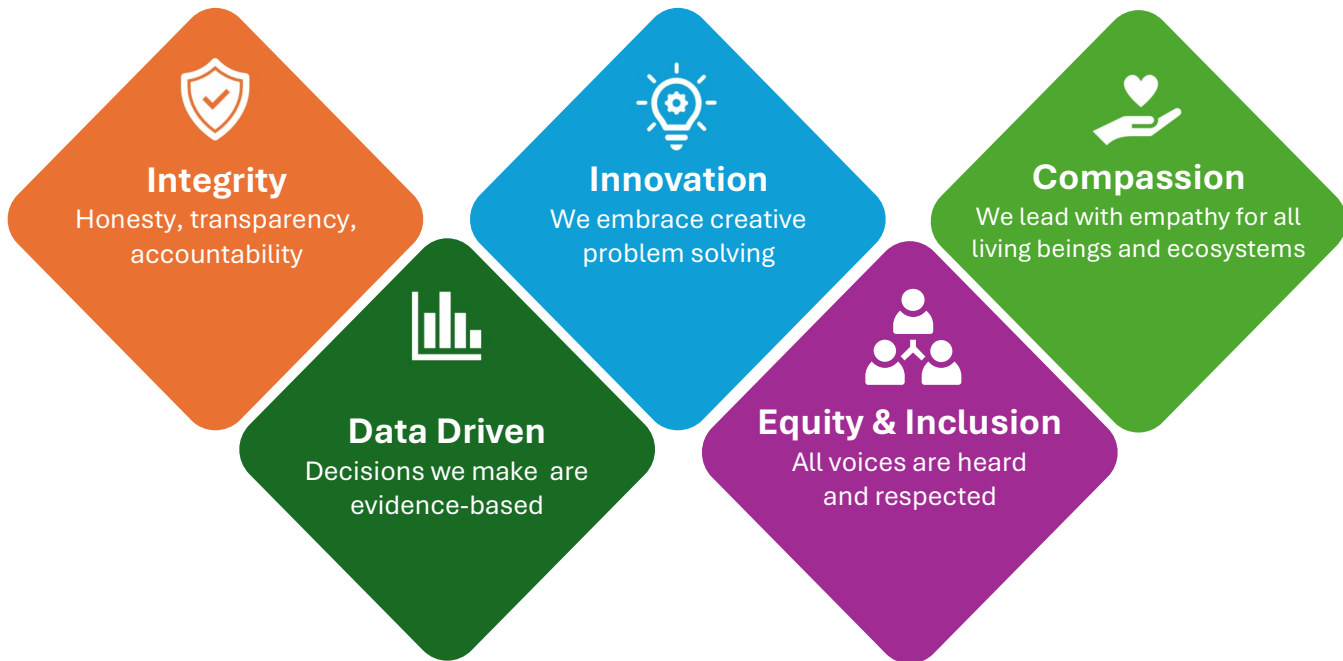 Integrity
Honesty, transparency,
accountability
Data Driven
Decisions we make  are
evidence-based
Innovation
We embrace creative
problem solving
Equity & Inclusion
All voices are heard
and respected
Compassion
We lead with empathy for all
living beings and ecosystems